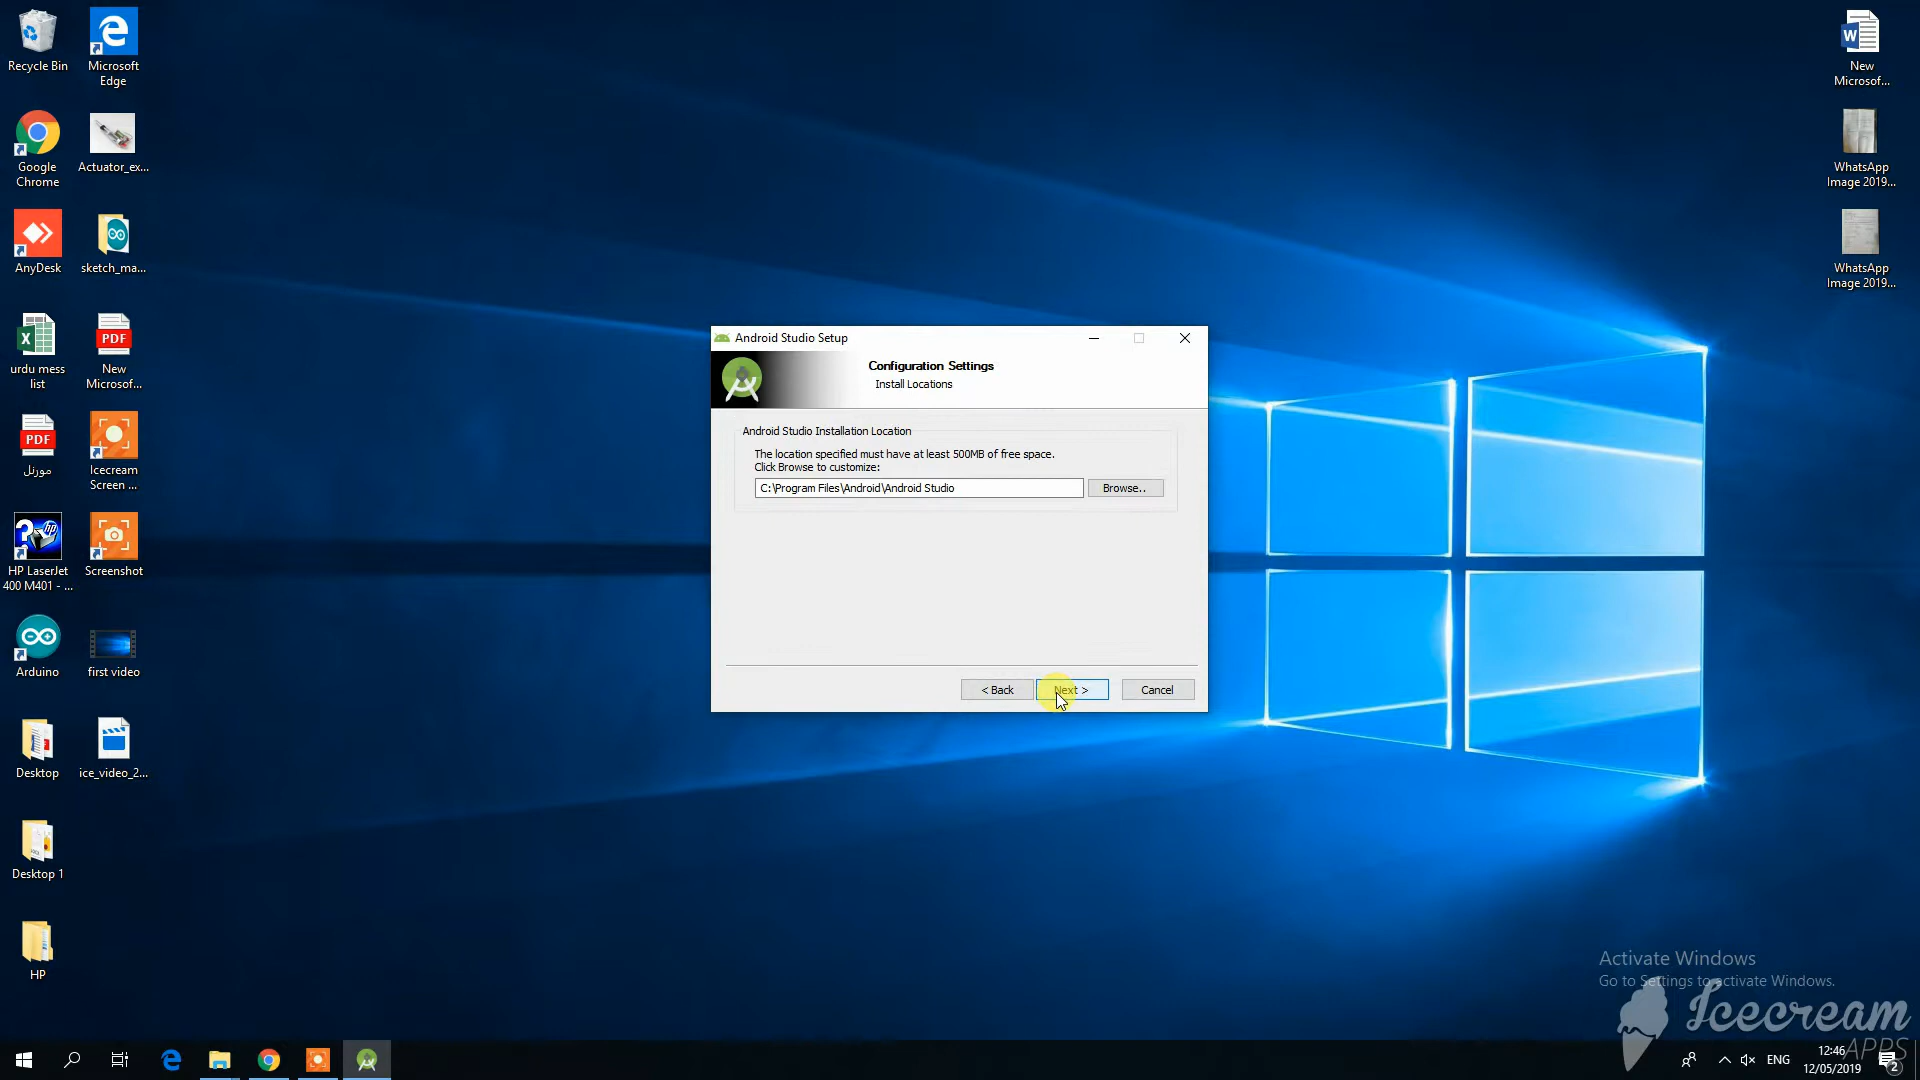 Recycle Bin
Microsoft
Edge
Google
Chrome
Actuator_ex...
AnyDesk
sketch_ma...
urdu mess
list
PDF
New
Microsof...
PDF
مورنل
Icecream
Screen ...
HP LaserJet
400 M401 - ...
Screenshot
Arduino
first video
Desktop
ice_video_2...
Desktop 1
HP
New
Microsof...
WhatsApp
Image 2019...
WhatsApp
Image 2019...
Android Studio Setup
Configuration Settings
Install Locations
Android Studio Installation Location
The location specified must have at least 500MB of free space.
Click Browse to customize:
C:\Program Files\Android\Android Studio
Browse..
< Back
Next >
Cancel
Activate Windows
Go to Settings to activate Windows.
Icecream
APPS
ENG
12:46
12/05/2019
2